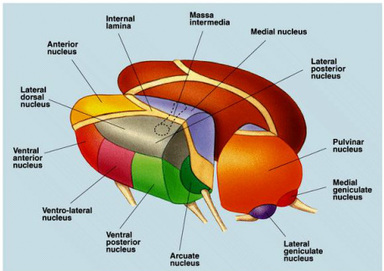 Internal
lamina
Massa
intermedia
Medial nucleus
Anterior
nucleus
Lateral
posterior
nucleus
Lateral
dorsal
nucleus
Pulvinar
nucleus
Ventral
anterior
nucleus
Medial
geniculate
nucleus
Ventro-lateral
nucleus
Ventral
posterior
nucleus
Arcuate
nucleus
Lateral
geniculate
nucleus